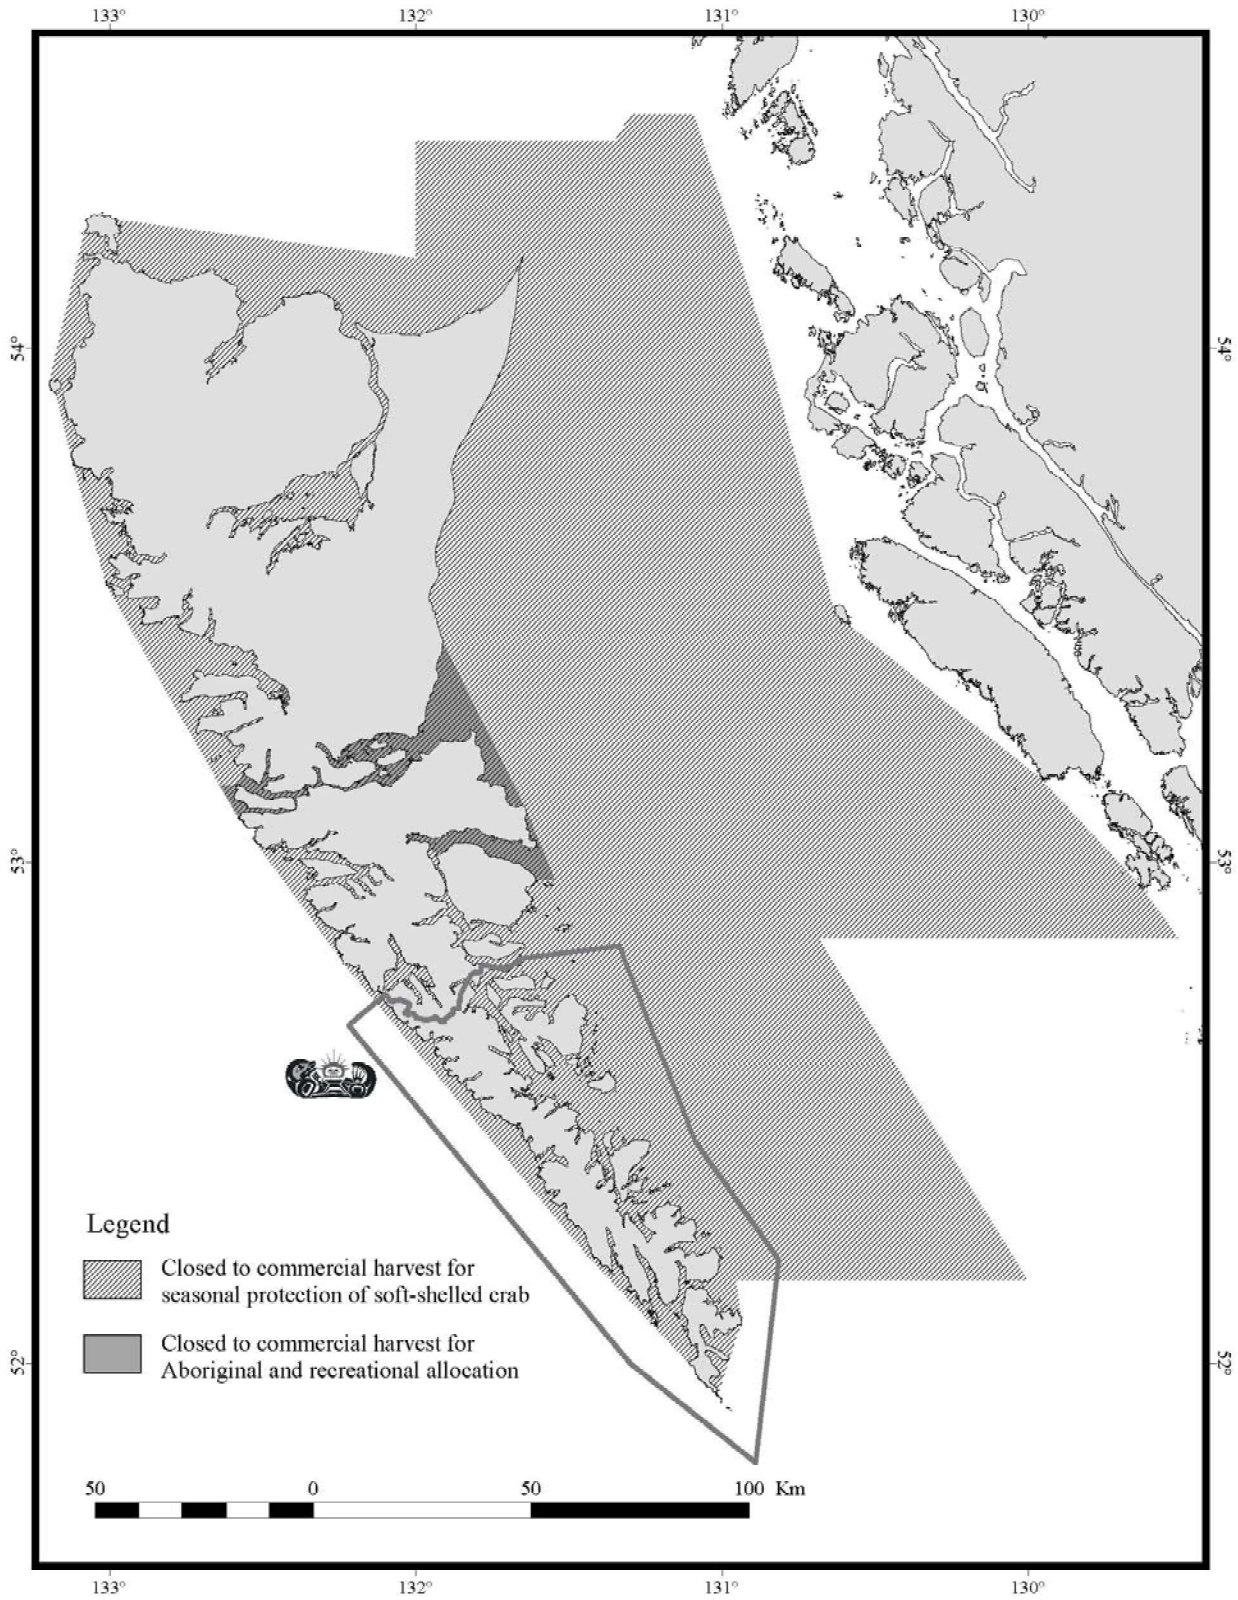 133° 132° 131° 130°
54° 54°
53° 53°
Legend
Closed to commercial harvest for
seasonal protection of soft-shelled crab
Closed to commercial harvest for
Aboriginal and recreational allocation
52° 52°
50 0 50 100 Km
133° 132° 131° 130°